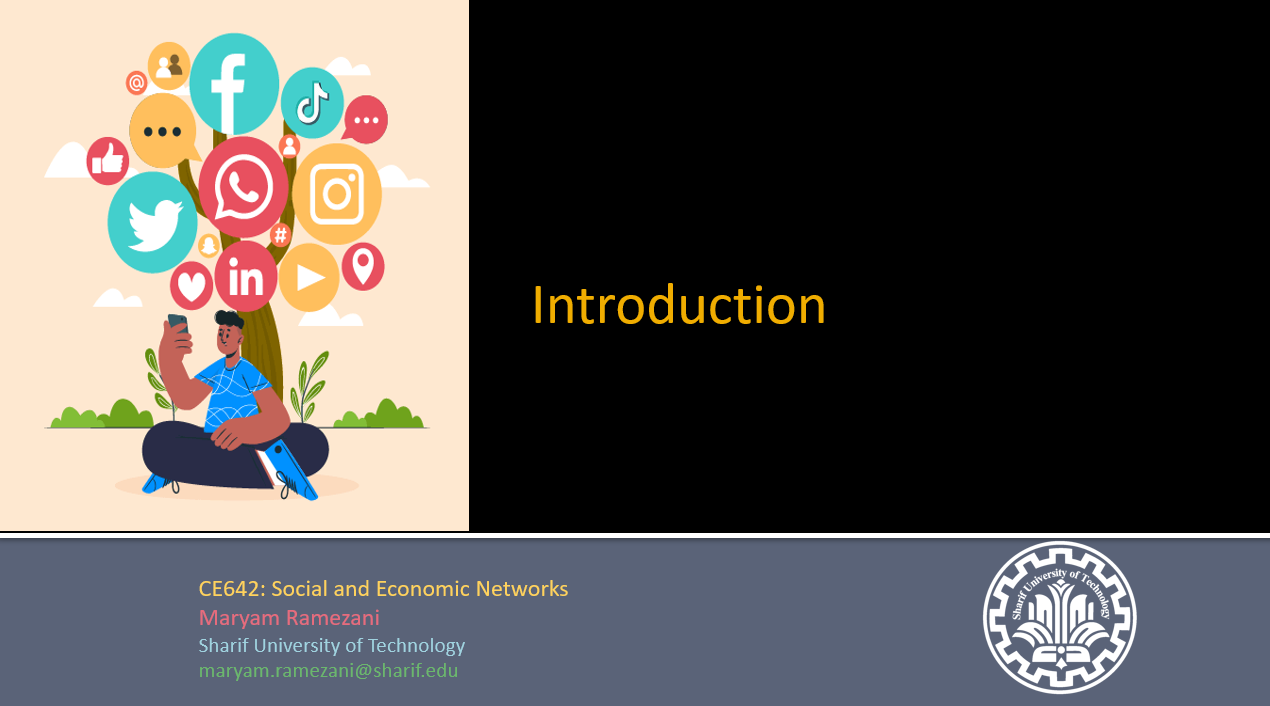 @
#
in
Introduction
CE642: Social and Economic Networks
Maryam Ramezani
Sharif University of Technology
maryam.ramezani@sharif.edu
Sharif University of Technology